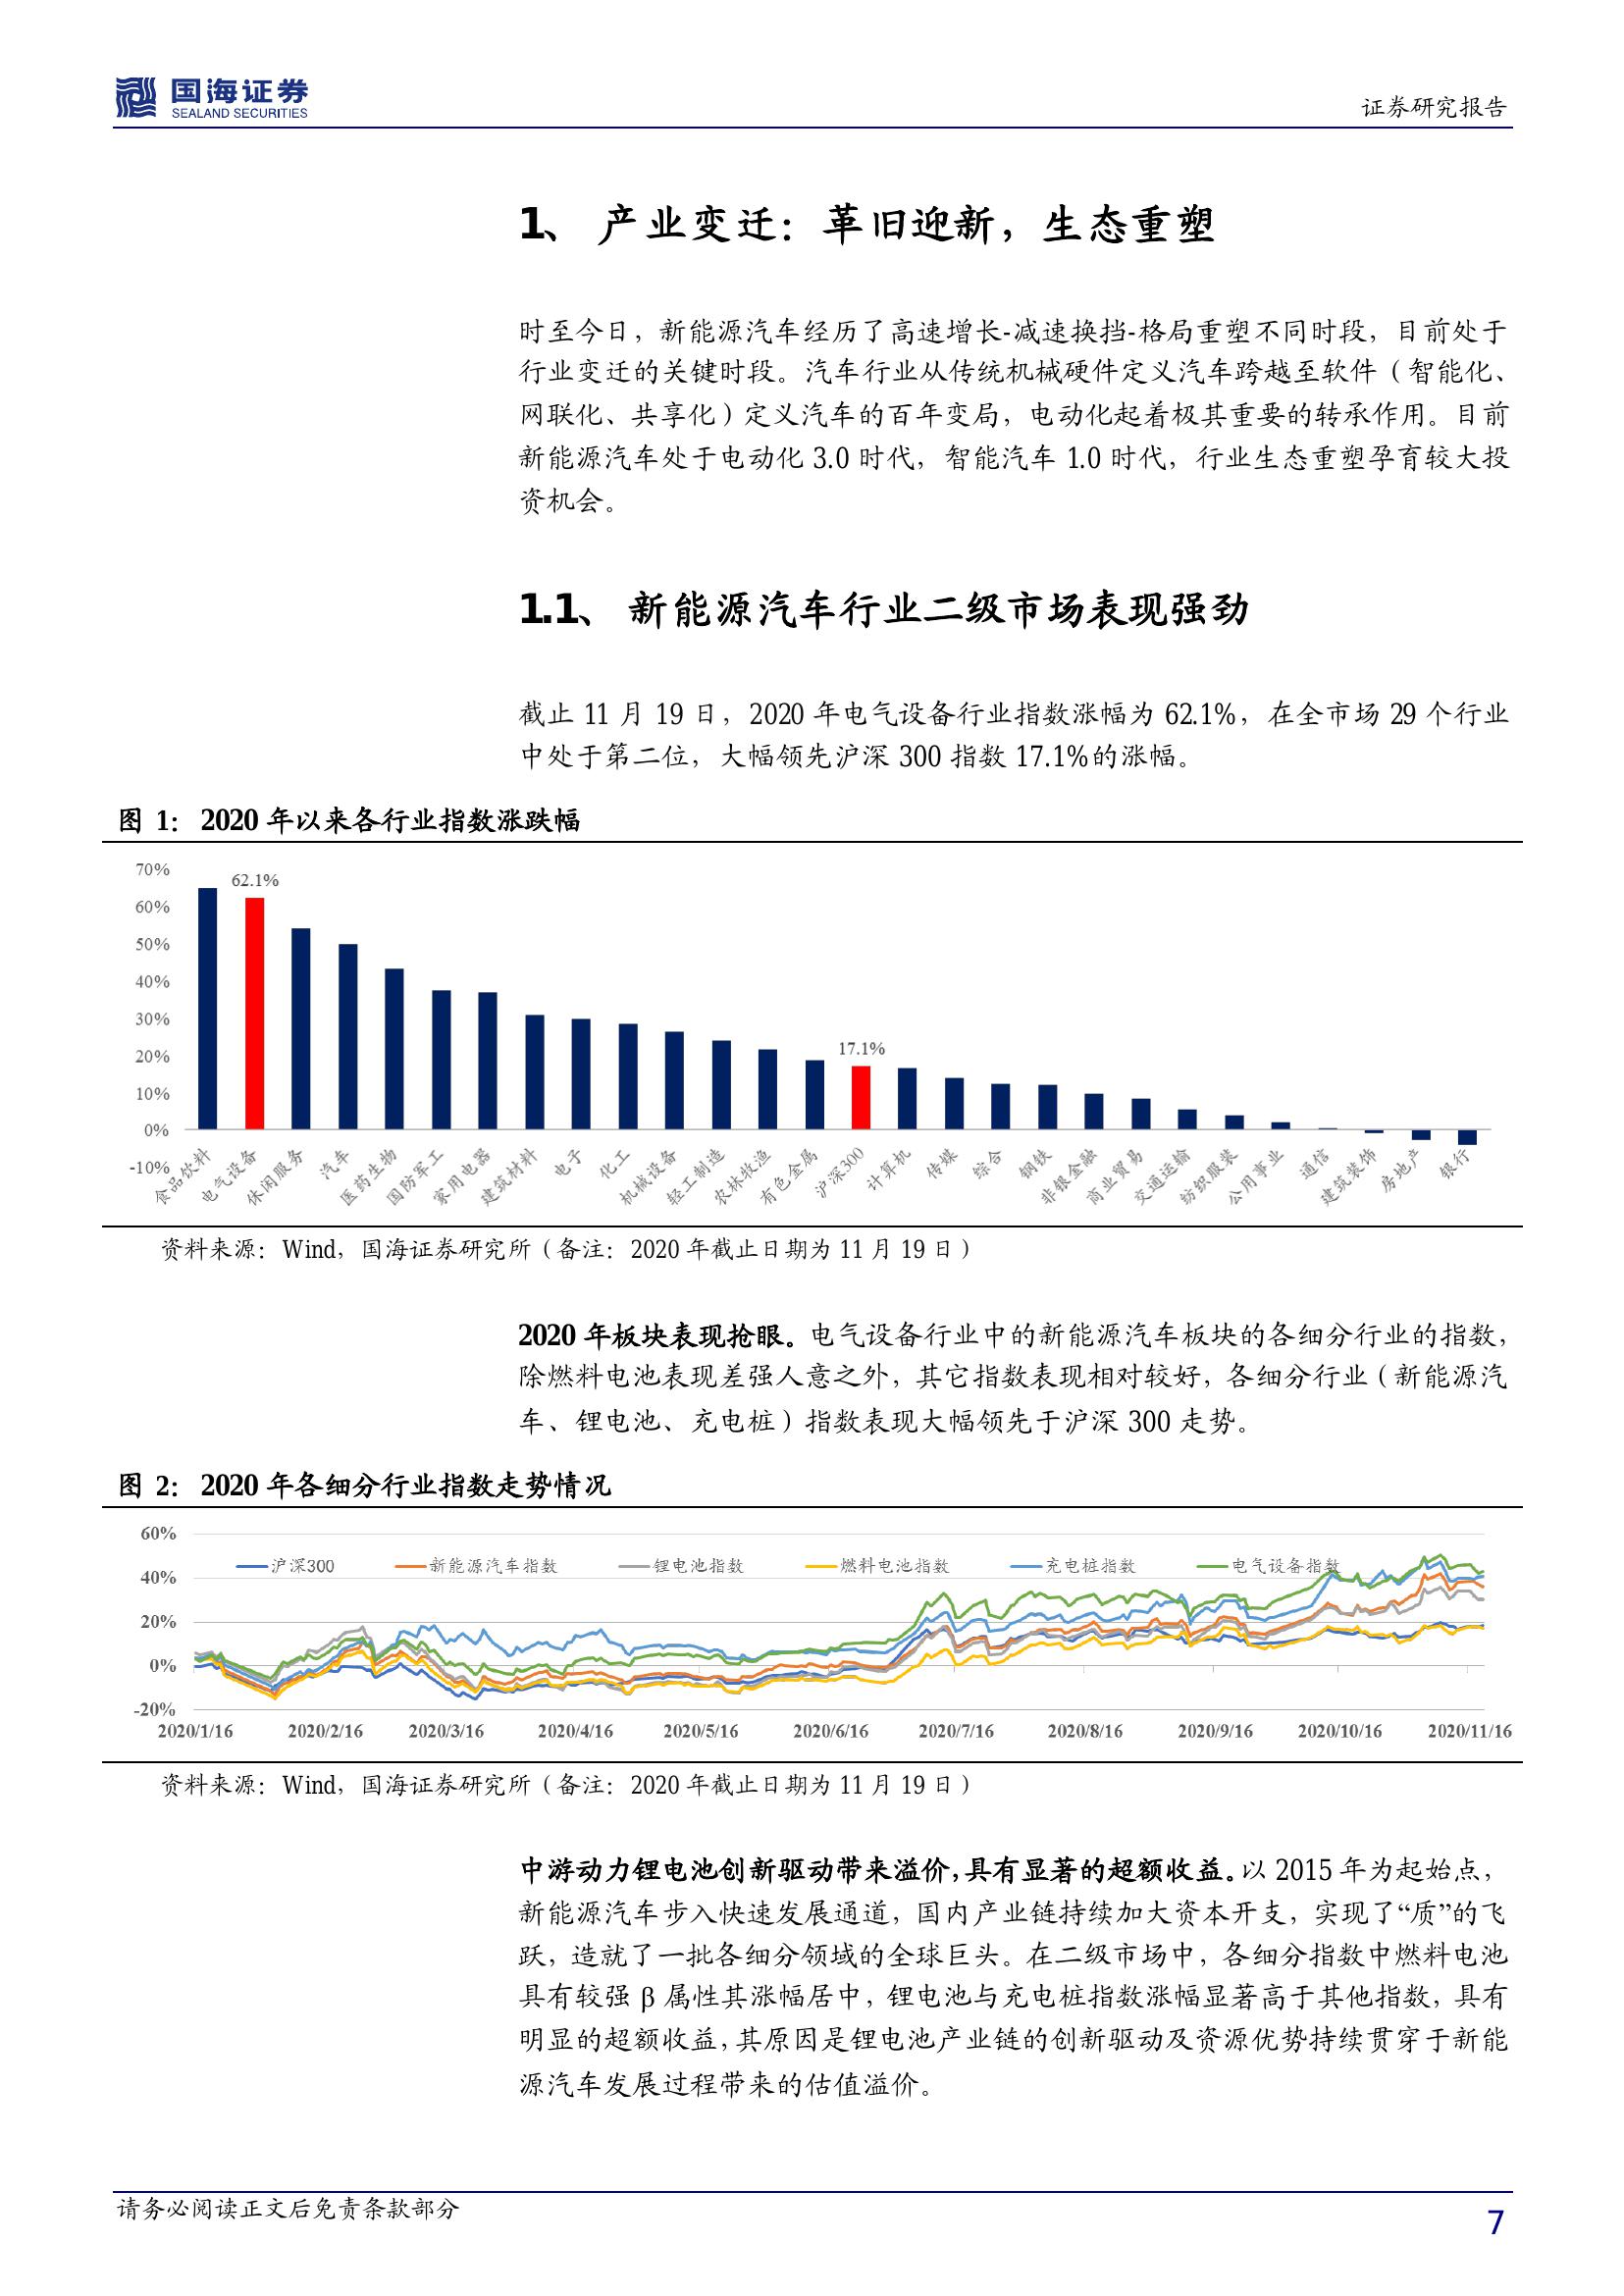 国海证券
SEALAND SECURITIES
证券研究报告
1、 产业变迁：革旧迎新，生态重塑
时至今日，新能源汽车经历了高速增长-减速换挡-格局重塑不同时段，目前处于
行业变迁的关键时段。汽车行业从传统机械硬件定义汽车跨越至软件（智能化、
网联化、共享化）定义汽车的百年变局，电动化起着极其重要的转承作用。目前
新能源汽车处于电动化 3.0 时代，智能汽车 1.0 时代，行业生态重塑孕育较大投
资机会。
1.1、 新能源汽车行业二级市场表现强劲
截止 11 月 19 日，2020 年电气设备行业指数涨幅为 62.1%，在全市场 29 个行业
中处于第二位，大幅领先沪深 300 指数 17.1%的涨幅。
图 1： 2020 年以来各行业指数涨跌幅
70%
60%
50%
40%
30%
20%
10%
0%
-10%
62.1%
17.1%
食品饮料 电气设备 休闲服务 汽车 医药生物 国防军工 家用电器 建筑材料 电子 化工 机械设备 轻工制造 农林牧渔 有色金属 沪深300 计算机 传媒 综合 钢铁 非银金融 商业贸易 交通运输 纺织服装 公用事业 通信 建筑装饰 房地产 银行
资料来源：Wind，国海证券研究所（备注：2020 年截止日期为 11 月 19 日）
2020 年板块表现抢眼。电气设备行业中的新能源汽车板块的各细分行业的指数，
除燃料电池表现差强人意之外，其它指数表现相对较好，各细分行业（新能源汽
车、锂电池、充电桩）指数表现大幅领先于沪深 300 走势。
图 2： 2020 年各细分行业指数走势情况
60%
40%
20%
0%
-20%
沪深300 新能源汽车指数 锂电池指数 燃料电池指数 充电桩指数 电气设备指数
2020/1/16 2020/2/16 2020/3/16 2020/4/16 2020/5/16 2020/6/16 2020/7/16 2020/8/16 2020/9/16 2020/10/16 2020/11/16
资料来源：Wind，国海证券研究所（备注：2020 年截止日期为 11 月 19 日）
中游动力锂电池创新驱动带来溢价，具有显著的超额收益。以 2015 年为起始点，
新能源汽车步入快速发展通道，国内产业链持续加大资本开支，实现了“质”的飞
跃，造就了一批各细分领域的全球巨头。在二级市场中，各细分指数中燃料电池
具有较强 β 属性其涨幅居中，锂电池与充电桩指数涨幅显著高于其他指数，具有
明显的超额收益，其原因是锂电池产业链的创新驱动及资源优势持续贯穿于新能
源汽车发展过程带来的估值溢价。
请务必阅读正文后免责条款部分
7